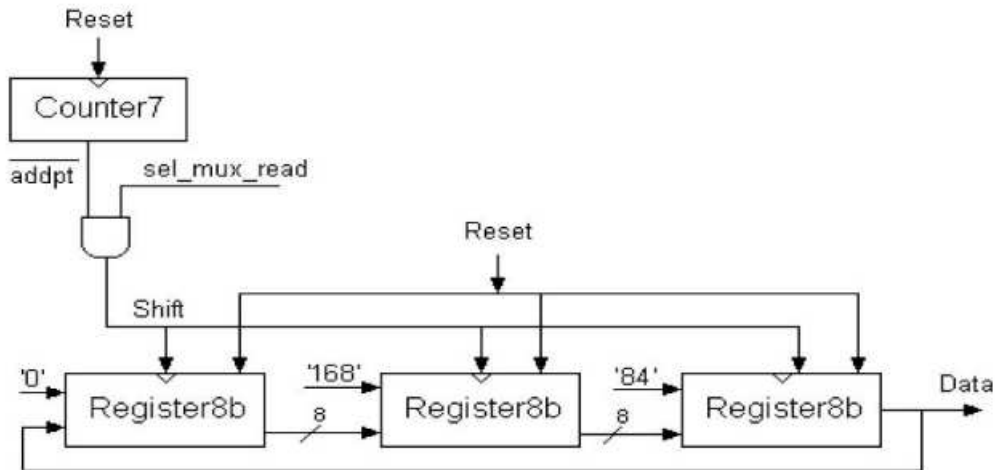 Reset
Counter7
addpt
sel_mux_read
Reset
Shift
'0'
'168'
'84'
Data
Register8b
8
Register8b
8
Register8b